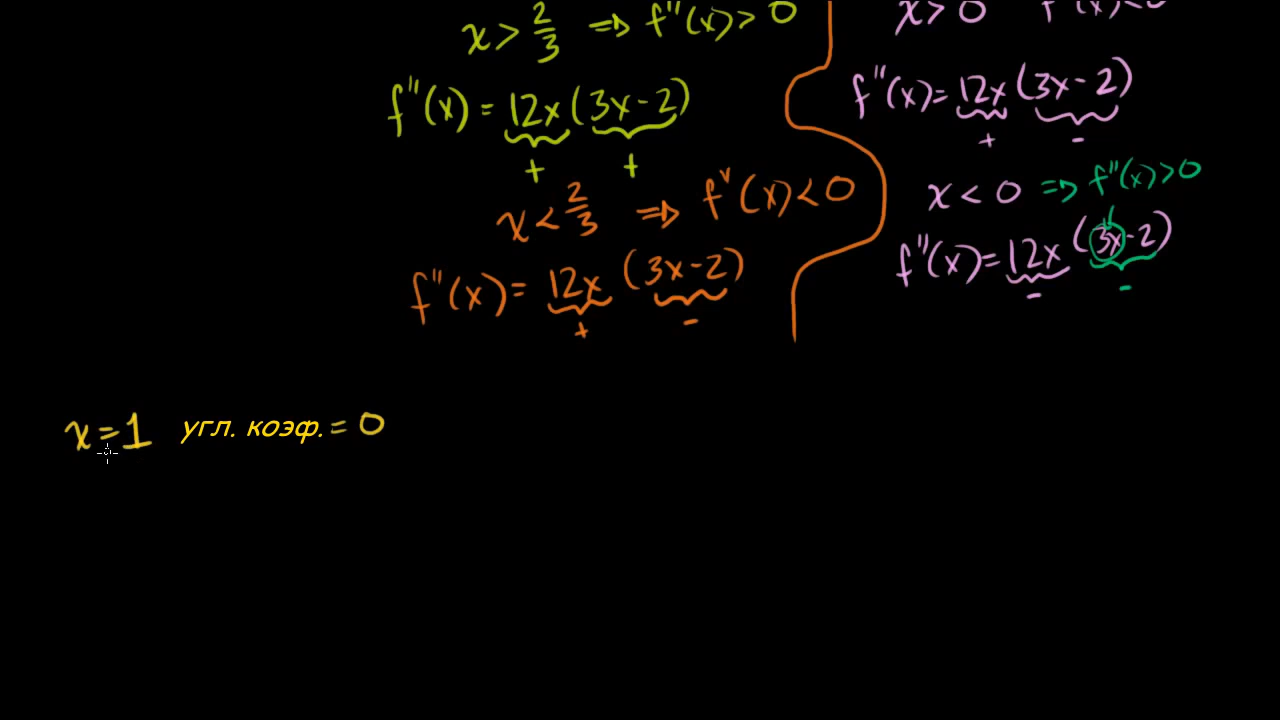 x > 2/3 ⇒ f''(x) > 0
f''(x) = 12x (3x - 2)
+ +
x < 2/3 ⇒ f''(x) < 0
f''(x) = 12x (3x - 2)
+ -
x > 0 f''(x) < 0
f''(x) = 12x (3x - 2)
+ -
x < 0 ⇒ f''(x) > 0
f''(x) = 12x (3x - 2)
- -
x = 1 угл. коэф. = 0